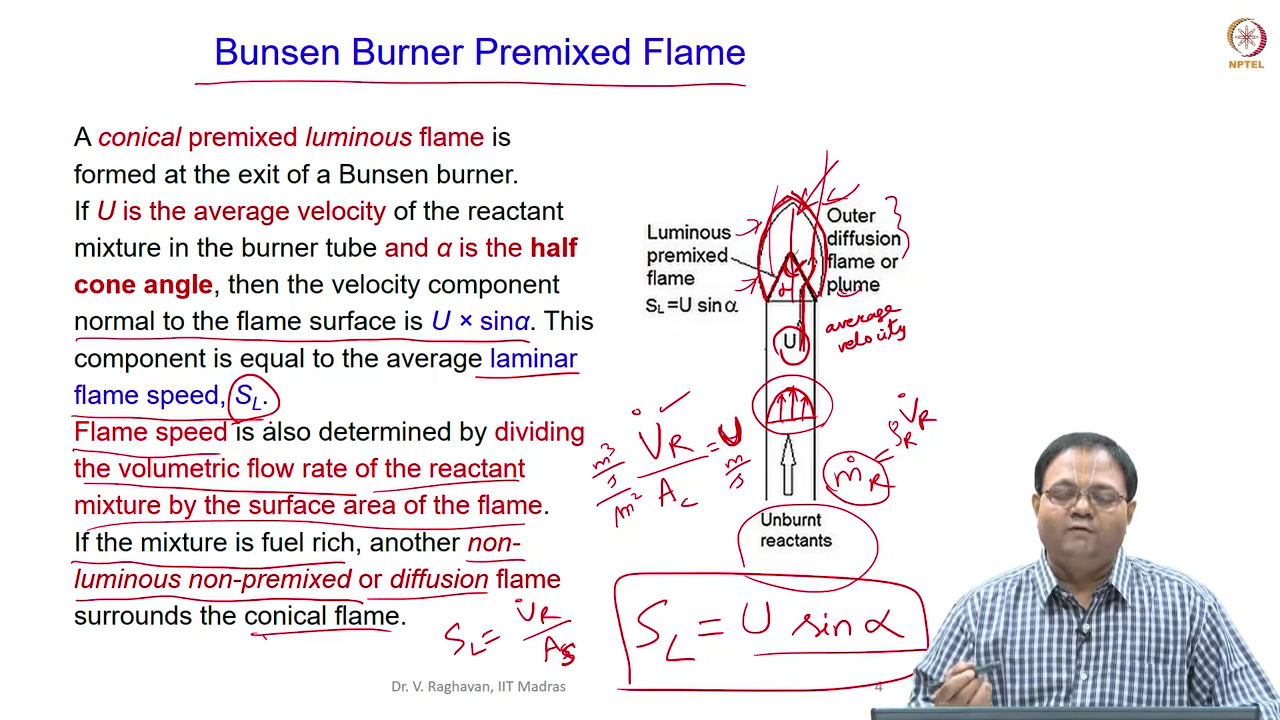 Bunsen Burner Premixed Flame
NPTEL
A conical premixed luminous flame is
formed at the exit of a Bunsen burner.
If U is the average velocity of the reactant
mixture in the burner tube and α is the half
cone angle, then the velocity component
normal to the flame surface is U × sinα. This
component is equal to the average laminar
flame speed, SL.
Flame speed is also determined by dividing
the volumetric flow rate of the reactant
mixture by the surface area of the flame.
If the mixture is fuel rich, another non-
luminous non-premixed or diffusion flame
surrounds the conical flame.
Luminous
premixed
flame
SL=U sinα
Outer
diffusion
flame or
plume
α
U
average
velocity
V̇R / AC = U
m³/s / m²
m/s
ṁR = ρR V̇R
Unburnt
reactants
SL = V̇R / AS
SL = U sin α
Dr. V. Raghavan, IIT Madras
4